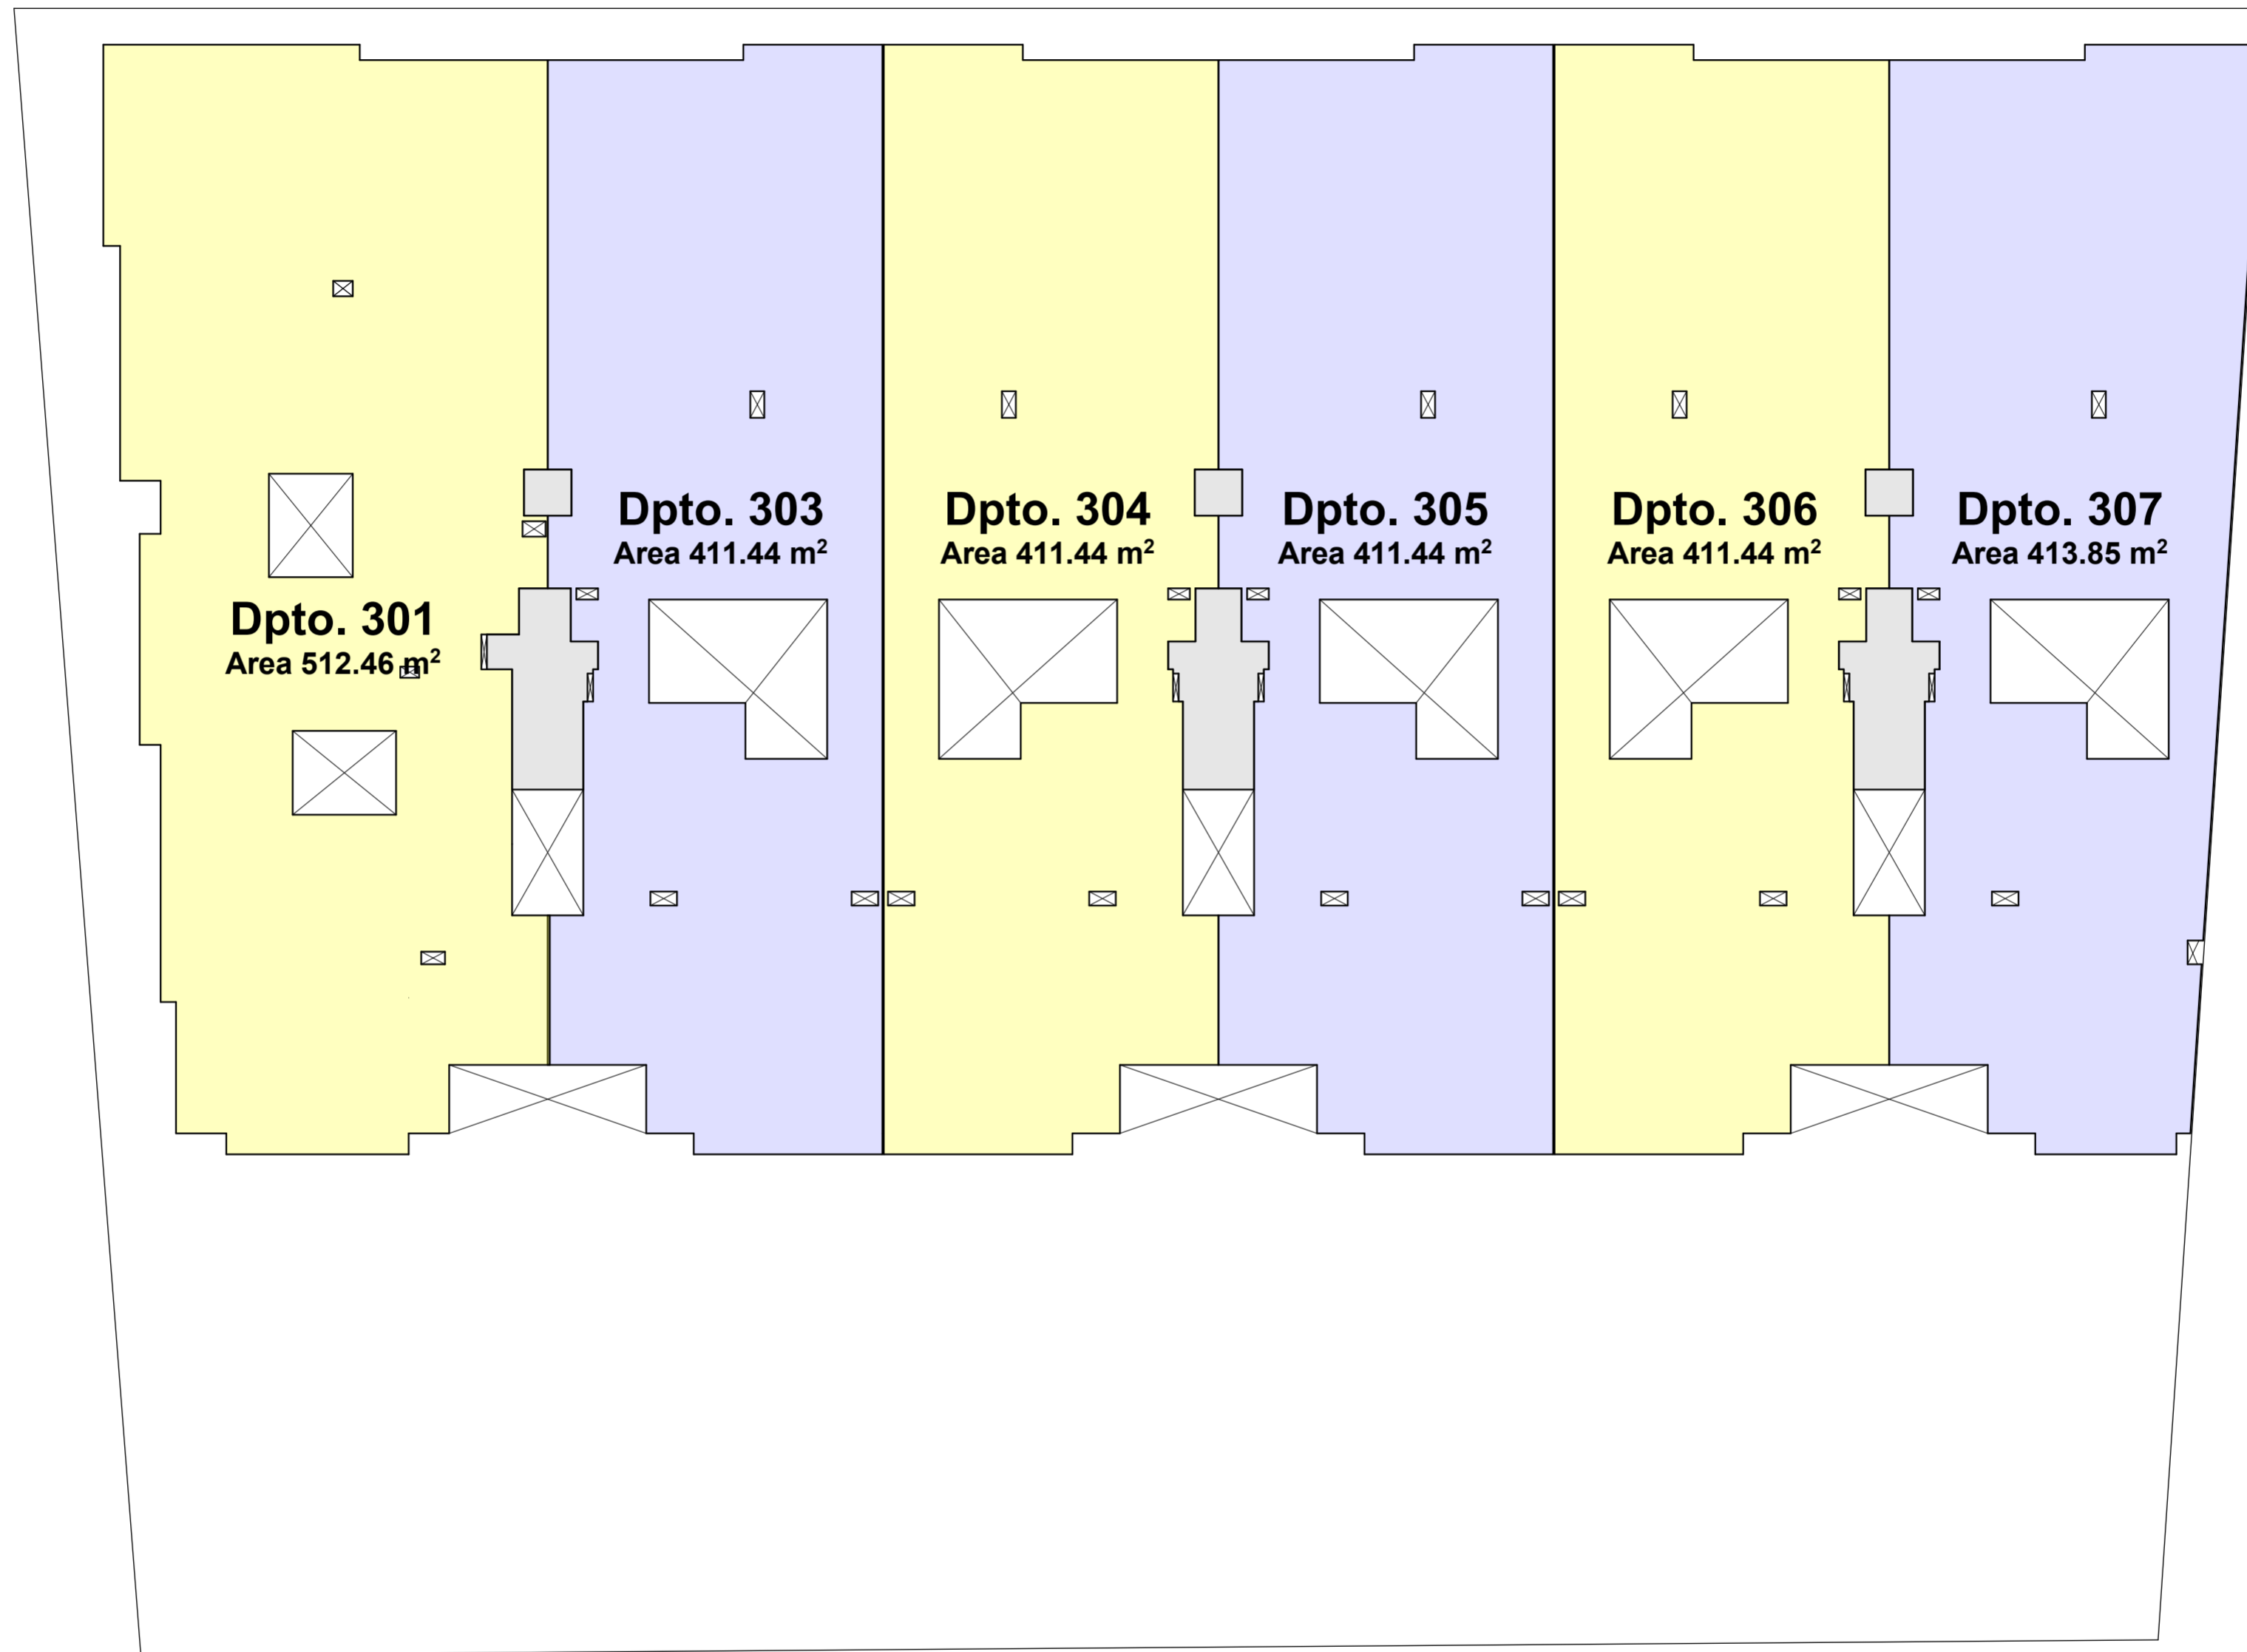 Dpto. 301
Area 512.46 m²
Dpto. 303
Area 411.44 m²
Dpto. 304
Area 411.44 m²
Dpto. 305
Area 411.44 m²
Dpto. 306
Area 411.44 m²
Dpto. 307
Area 413.85 m²